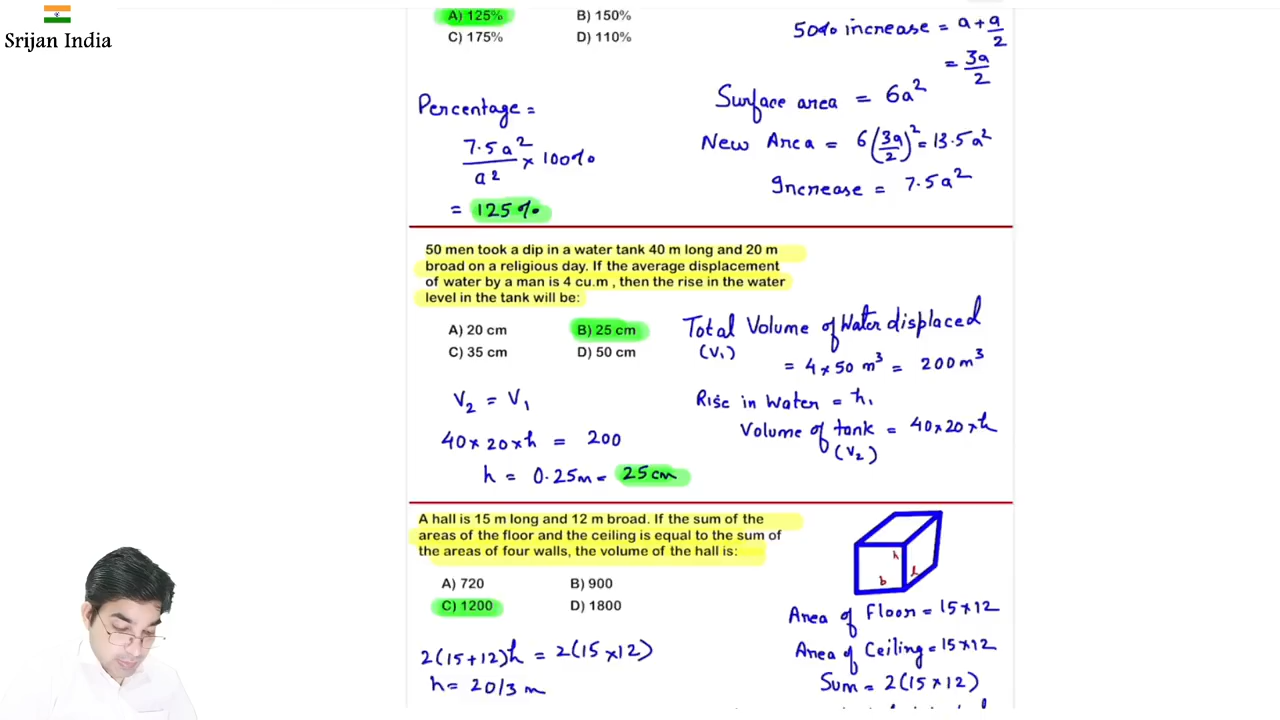 Srijan India
A) 125% B) 150%
C) 175% D) 110%
50% increase = a + a/2
= 3a/2
Percentage =
7.5a²/a² × 100%
= 125%
Surface area = 6a²
New Area = 6(3a/2)² = 13.5a²
Increase = 7.5a²
50 men took a dip in a water tank 40 m long and 20 m
broad on a religious day. If the average displacement
of water by a man is 4 cu.m , then the rise in the water
level in the tank will be:
A) 20 cm B) 25 cm
C) 35 cm D) 50 cm
Total Volume of Water displaced
(V₁)
= 4 × 50 m³ = 200 m³
Rise in Water = h,
Volume of tank = 40×20×h
(V₂)
V₂ = V₁
40 × 20 × h = 200
h = 0.25m = 25cm
A hall is 15 m long and 12 m broad. If the sum of the
areas of the floor and the ceiling is equal to the sum of
the areas of four walls, the volume of the hall is:
A) 720 B) 900
C) 1200 D) 1800
h
b l
Area of Floor = 15×12
Area of Ceiling = 15×12
Sum = 2(15×12)
2(15+12)h = 2(15×12)
h = 20/3 m